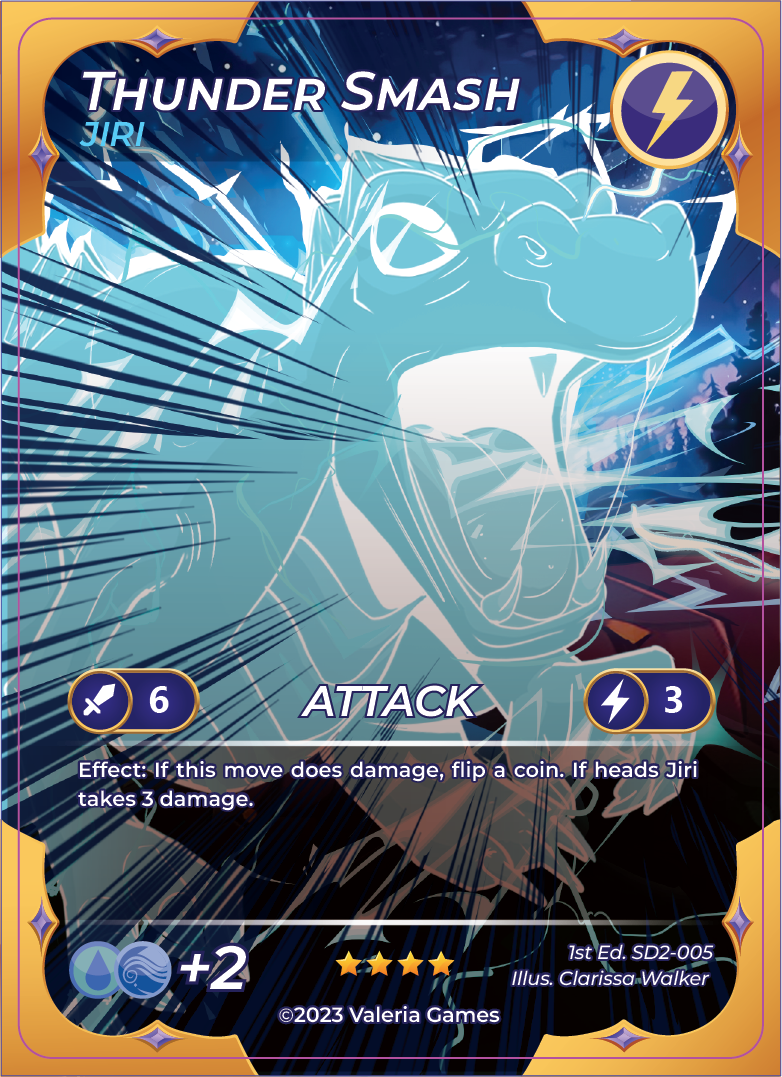 THUNDER SMASH
JIRI
6 ATTACK 3
Effect: If this move does damage, flip a coin. If heads Jiri
takes 3 damage.
+2
1st Ed. SD2-005
Illus. Clarissa Walker
©2023 Valeria Games